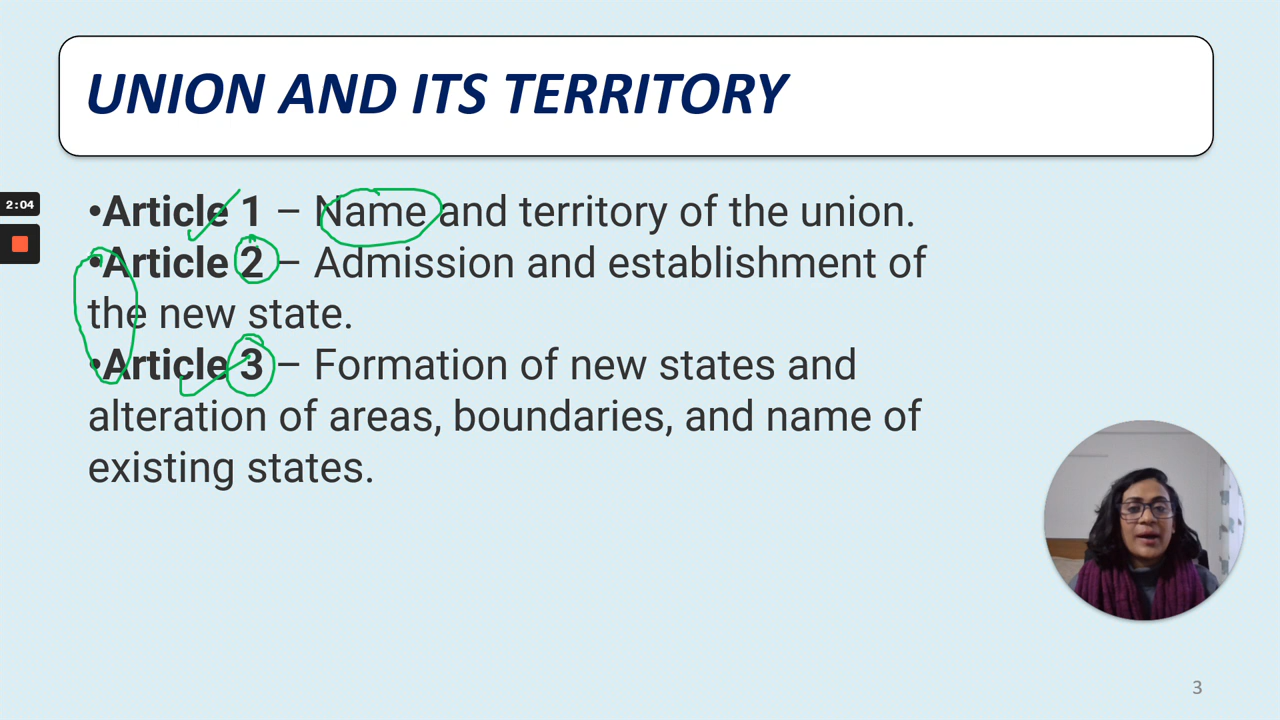 UNION AND ITS TERRITORY
2:04
•Article 1 – Name and territory of the union.
•Article 2 – Admission and establishment of
the new state.
•Article 3 – Formation of new states and
alteration of areas, boundaries, and name of
existing states.
3